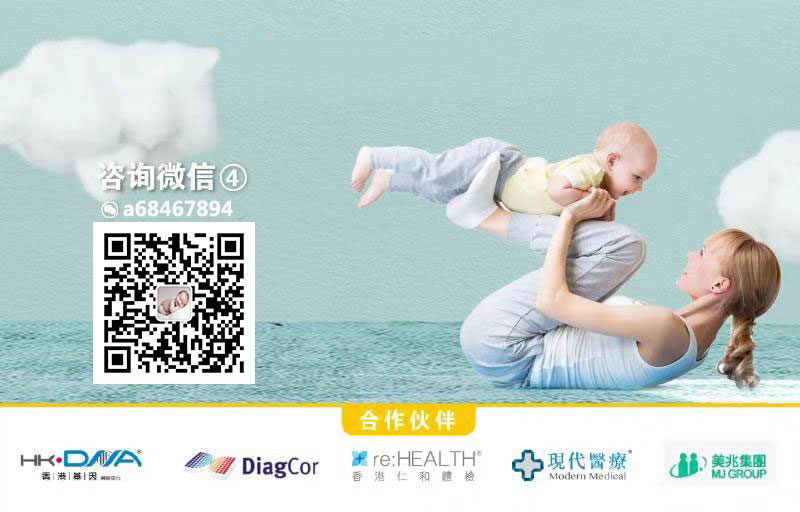 咨询微信④
a68467894
合作伙伴
HK·DNA®
香|港|基|因
DiagCor
re:HEALTH®
香港仁和體檢
現代醫療®
Modern Medical
美兆集團
MJ GROUP